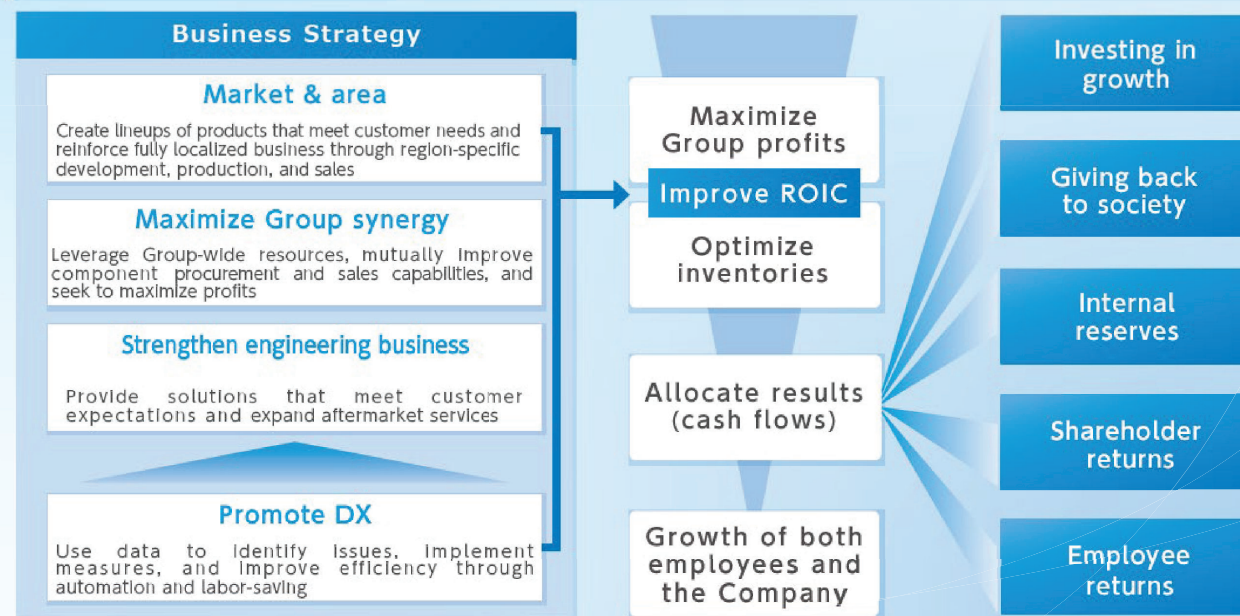 Business Strategy
Market & area
Create lineups of products that meet customer needs and
reinforce fully localized business through region-specific
development, production, and sales
Maximize Group synergy
Leverage Group-wide resources, mutually improve
component procurement and sales capabilities, and
seek to maximize profits
Strengthen engineering business
Provide solutions that meet customer
expectations and expand aftermarket services
Promote DX
Use data to identify issues, implement
measures, and improve efficiency through
automation and labor-saving
Maximize
Group profits
Improve ROIC
Optimize
inventories
Allocate results
(cash flows)
Growth of both
employees and
the Company
Investing in
growth
Giving back
to society
Internal
reserves
Shareholder
returns
Employee
returns